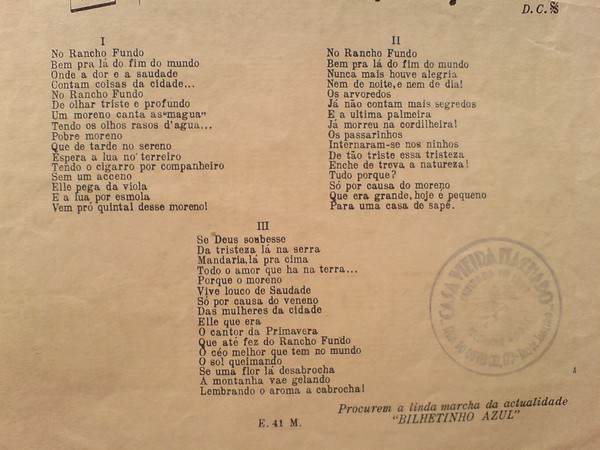 D. C.
I
No Rancho Fundo
Bem pra lá do fim do mundo
Onde a dor e a saudade
Contam coisas da cidade...
No Rancho Fundo
De olhar triste e profundo
Um moreno canta as"magua"
Tendo os olhos rasos d'agua...
Pobre moreno
Que de tarde no sereno
Espera a lua no' terreiro
Tendo o cigarro por companheiro
Sem um acceno
Elle pega da viola
E a lua por esmola
Vem pró quintal desse moreno!
II
No Rancho Fundo
Bem pra lá do fim do mundo
Nunca mais houve alegria
Nem de noite,e nem de dia!
Os arvoredos
Já não contam mais segredos
E a ultima palmeira
Já morreu na cordilheira!
Os passarinhos
Internaram-se nos ninhos
De tão triste essa tristeza
Enche de treva a natureza!
Tudo porque?
Só por causa do moreno
Que era grande, hoje é pequeno
Para uma casa de sapê.
III
Se Deus soubesse
Da tristeza lá na serra
Mandaria,lá pra cima
Todo o amor que ha na terra...
Porque o moreno
Vive louco de Saudade
Só por causa do veneno
Das mulheres da cidade
Elle que era
O cantor da Primavera
Que até fez do Rancho Fundo
O céo melhor que tem no mundo
O sol queimando
Se uma flor lá desabrocha
A montanha vae gelando
Lembrando o aroma a cabrocha!
CASA VIEIRA MACHADO
Procurem a linda marcha da actualidade
"BILHETINHO AZUL"
E. 41 M.